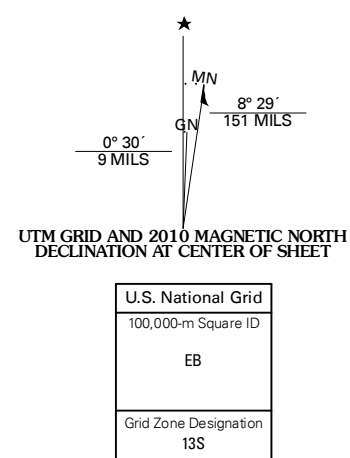 MN
8° 29´
151 MILS
GN
0° 30´
9 MILS
UTM GRID AND 2010 MAGNETIC NORTH
DECLINATION AT CENTER OF SHEET
U.S. National Grid
100,000-m Square ID
EB
Grid Zone Designation
13S